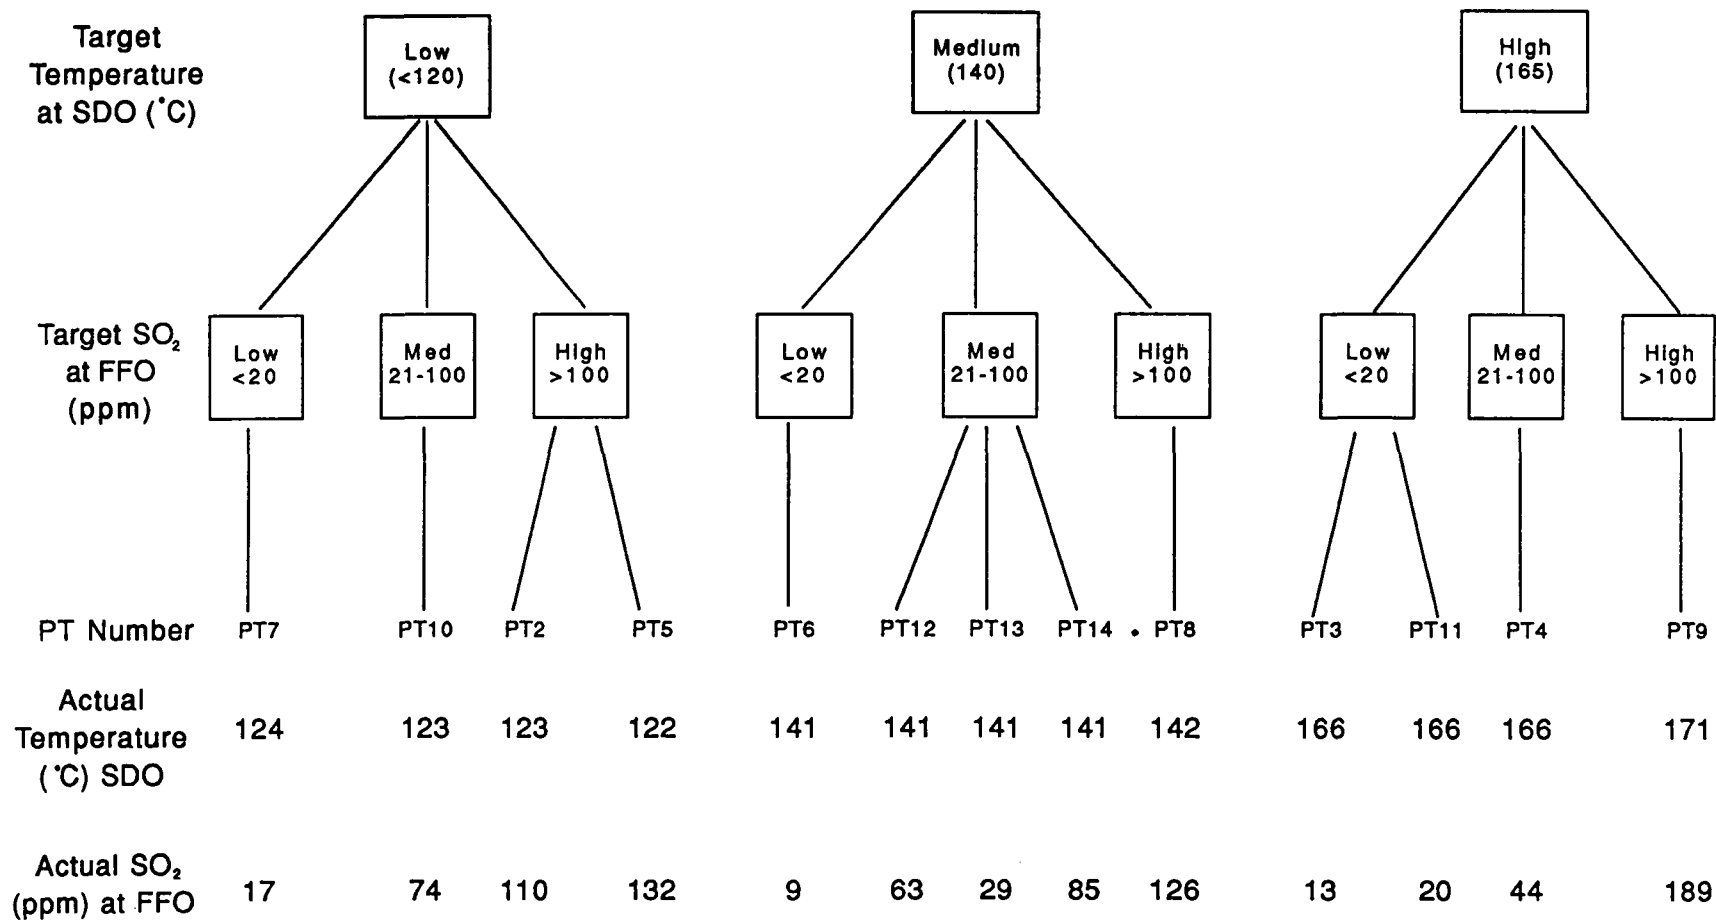 Target
Temperature
at SDO (°C)
Low
(<120)
Medium
(140)
High
(165)
Target SO₂
at FFO
(ppm)
Low
<20
Med
21-100
High
>100
Low
<20
Med
21-100
High
>100
Low
<20
Med
21-100
High
>100
PT Number PT7 PT10 PT2 PT5 PT6 PT12 PT13 PT14 PT8 PT3 PT11 PT4 PT9
Actual
Temperature
(°C) SDO
124 123 123 122 141 141 141 141 142 166 166 166 171
Actual SO₂
(ppm) at FFO
17 74 110 132 9 63 29 85 126 13 20 44 189